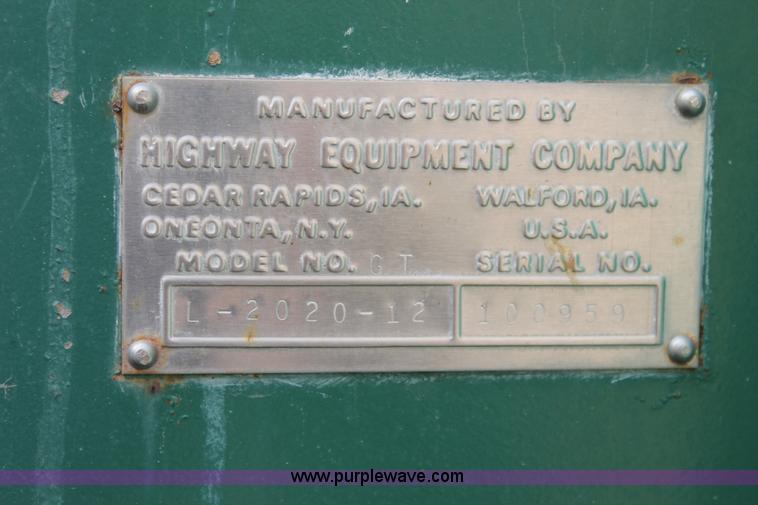 MANUFACTURED BY
HIGHWAY EQUIPMENT COMPANY
CEDAR RAPIDS, IA. WALFORD, IA.
ONEONTA, N.Y. U.S.A.
MODEL NO. GT SERIAL NO.
L-2020-12 100959
www.purplewave.com